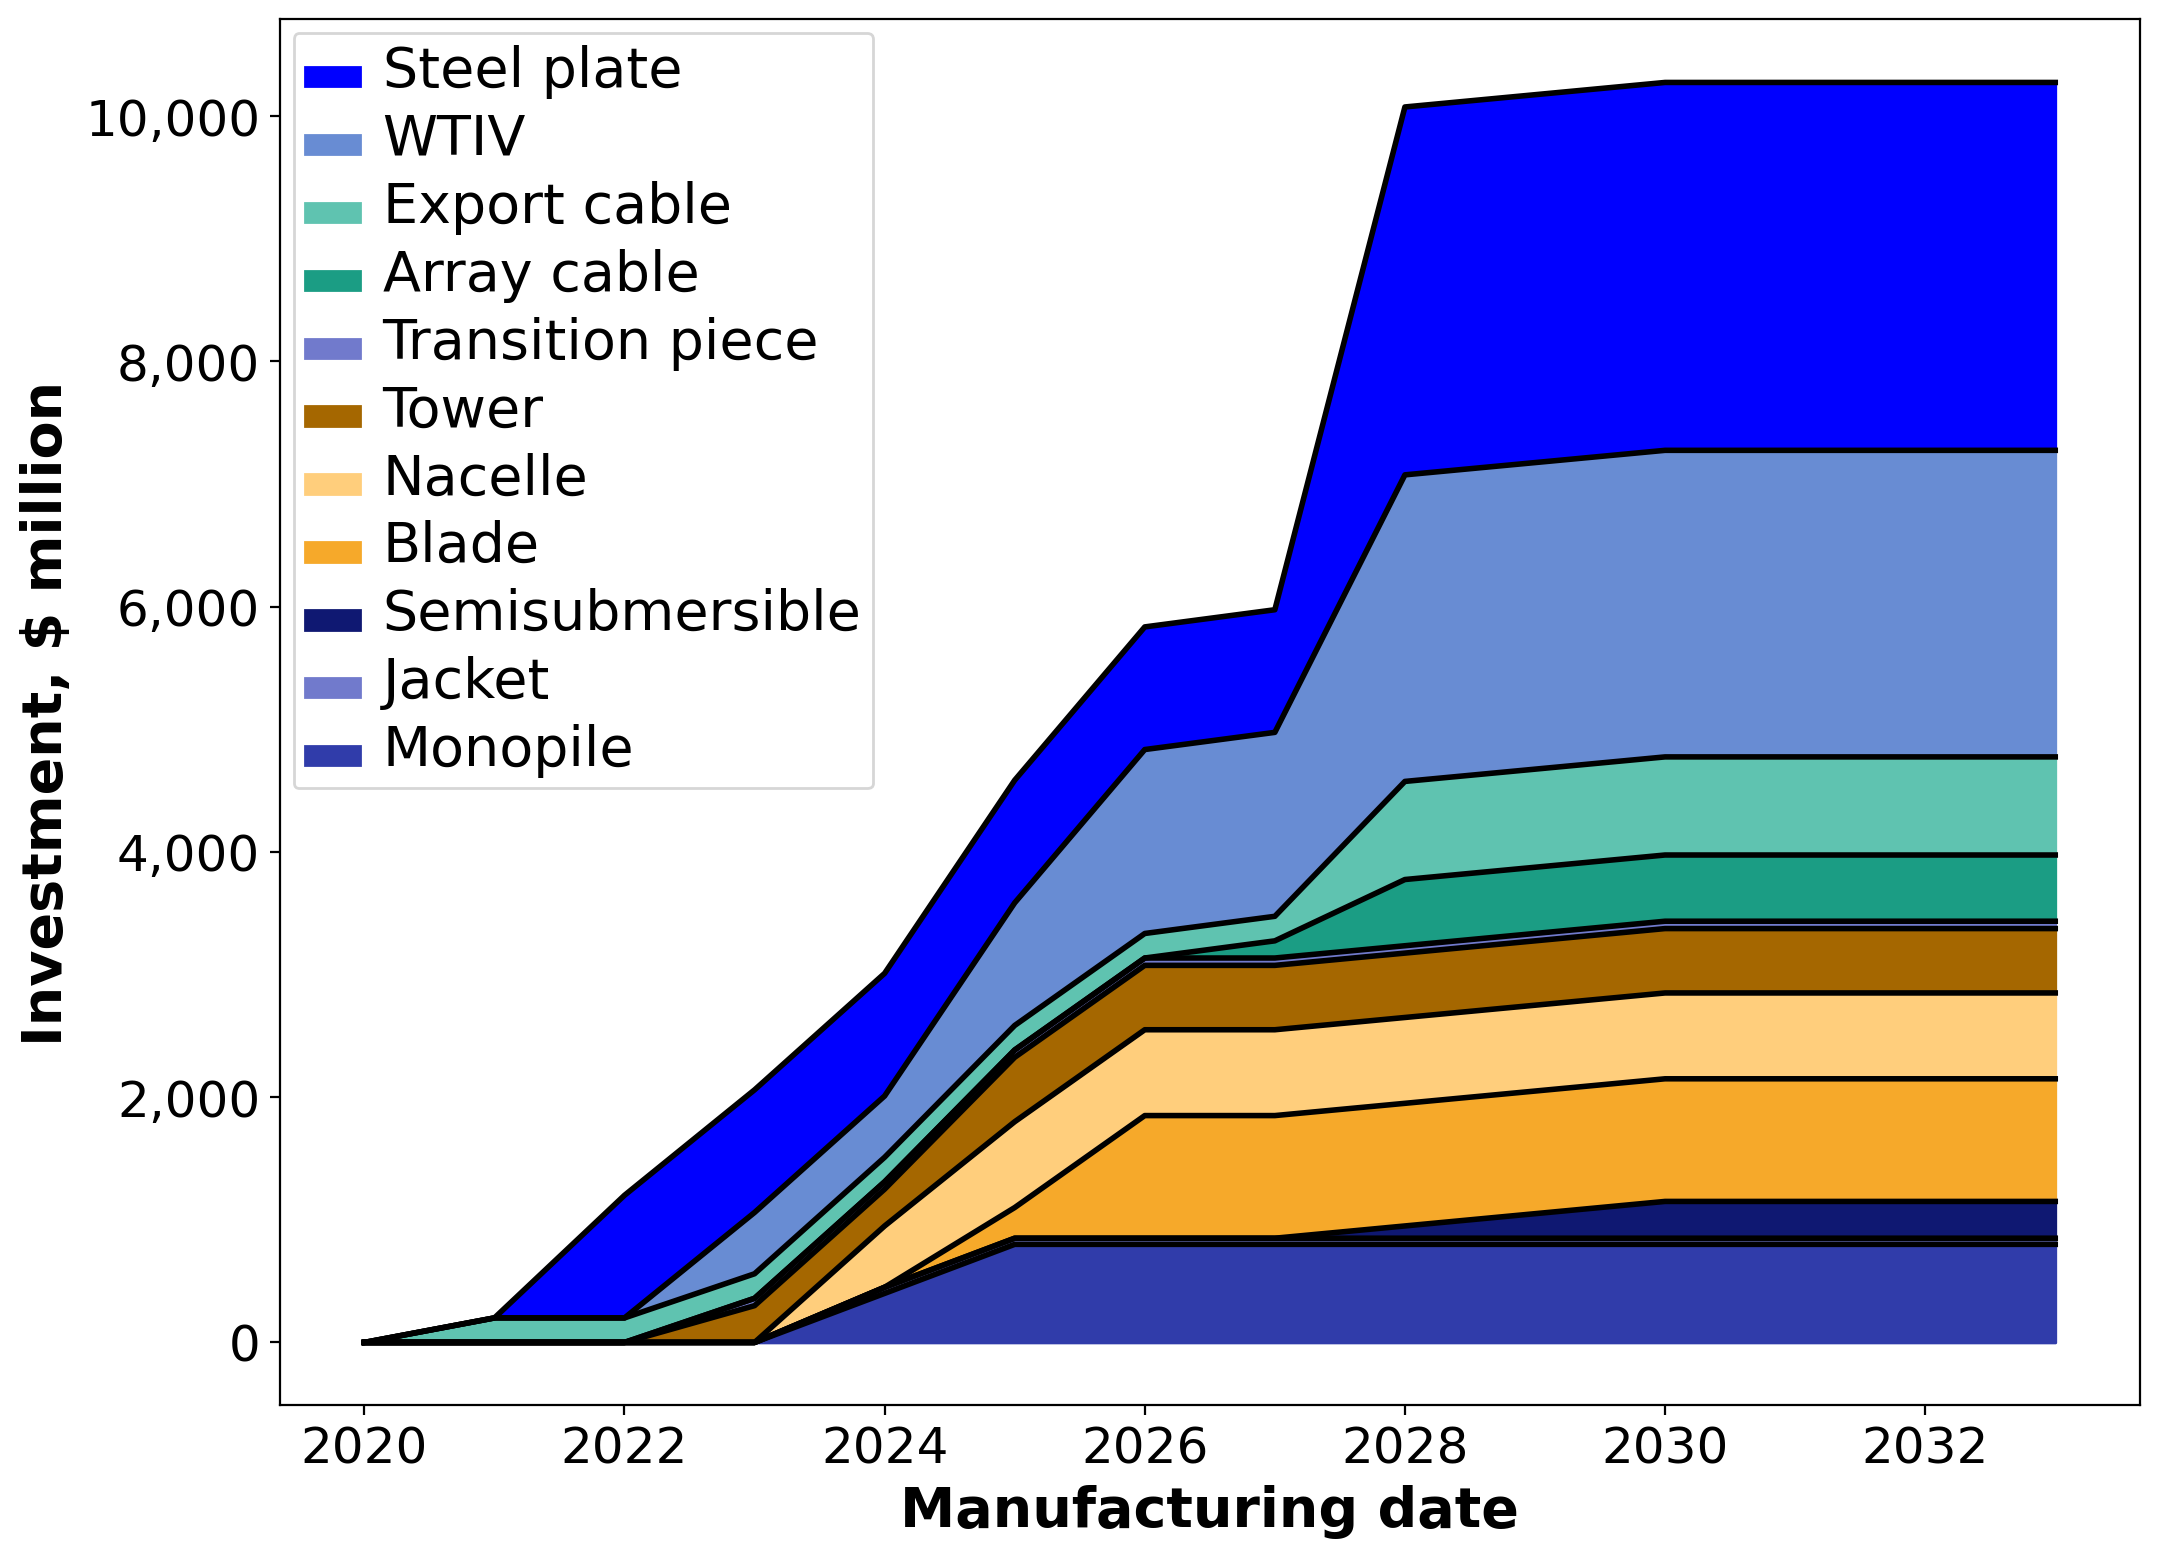 Steel plate
WTIV
Export cable
Array cable
Transition piece
Tower
Nacelle
Blade
Semisubmersible
Jacket
Monopile
10,000
8,000
6,000
4,000
2,000
0
Investment, $ million
2020 2022 2024 2026 2028 2030 2032
Manufacturing date